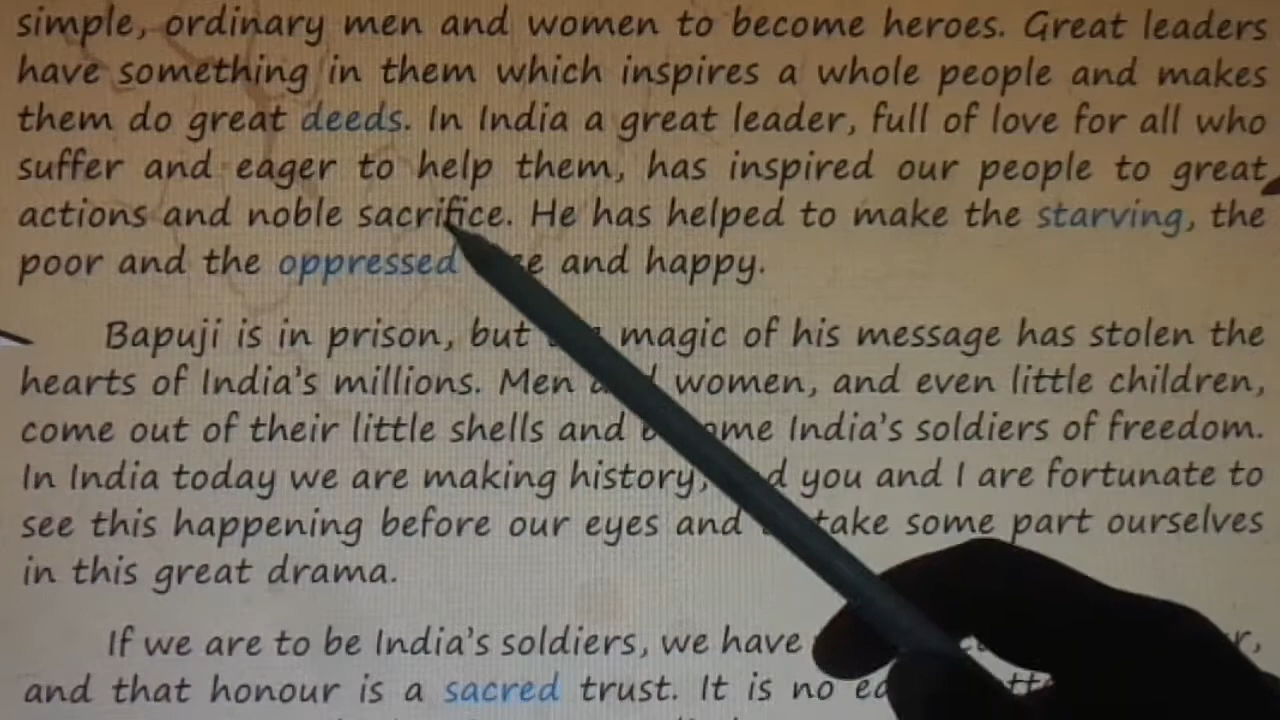 simple, ordinary men and women to become heroes. Great leaders
have something in them which inspires a whole people and makes
them do great deeds. In India a great leader, full of love for all who
suffer and eager to help them, has inspired our people to great
actions and noble sacrifice. He has helped to make the starving, the
poor and the oppressed and happy.
Bapuji is in prison, but magic of his message has stolen the
hearts of India's millions. Men women, and even little children,
come out of their little shells and India's soldiers of freedom.
In India today we are making history, you and I are fortunate to
see this happening before our eyes and take some part ourselves
in this great drama.
If we are to be India's soldiers, we have
and that honour is a sacred trust. It is no